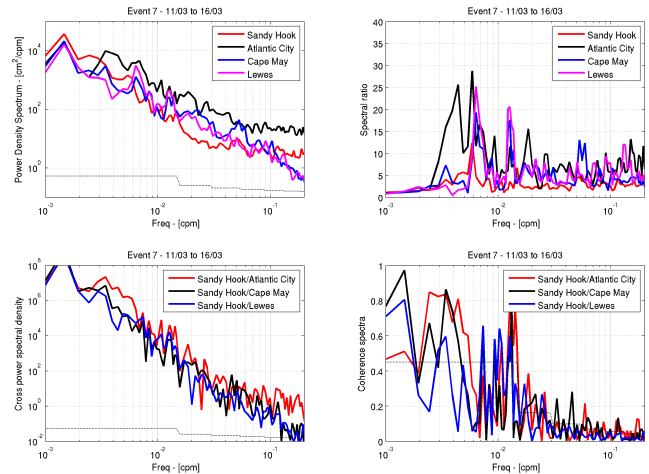 Event 7 - 11/03 to 16/03
Power Density Spectrum - [cm²/cpm]
10⁴
10²
10⁰
Sandy Hook
Atlantic City
Cape May
Lewes
10⁻³
10⁻²
10⁻¹
Freq - [cpm]
Event 7 - 11/03 to 16/03
Spectral ratio
40
35
30
25
20
15
10
5
0
Sandy Hook
Atlantic City
Cape May
Lewes
10⁻³
10⁻²
10⁻¹
Freq - [cpm]
Event 7 - 11/03 to 16/03
Cross power spectral density
10⁸
10⁶
10⁴
10²
10⁰
10⁻²
Sandy Hook/Atlantic City
Sandy Hook/Cape May
Sandy Hook/Lewes
10⁻³
10⁻²
10⁻¹
Freq - [cpm]
Event 7 - 11/03 to 16/03
Coherence spectra
1
0.8
0.6
0.4
0.2
0
Sandy Hook/Atlantic City
Sandy Hook/Cape May
Sandy Hook/Lewes
10⁻³
10⁻²
10⁻¹
Freq - [cpm]